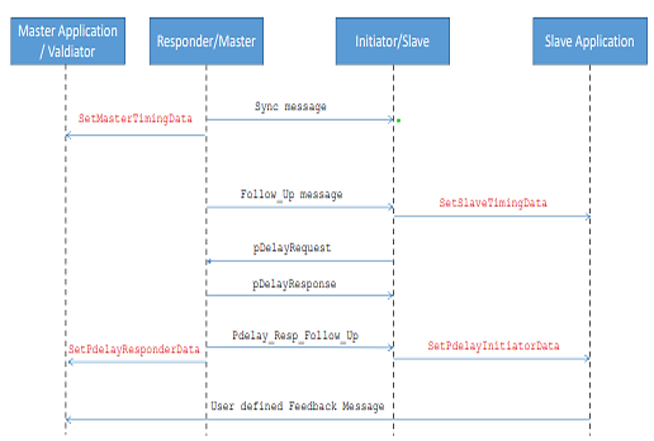 Master Application
/ Valdiator
Responder/Master
Initiator/Slave
Slave Application
Sync message
SetMasterTimingData
Follow_Up message
SetSlaveTimingData
pDelayRequest
pDelayResponse
Pdelay_Resp_Follow_Up
SetPdelayResponderData
SetPdelayInitiatorData
User defined Feedback Message